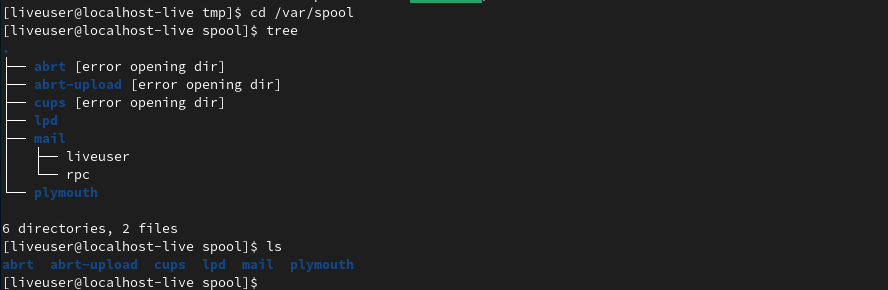 [liveuser@localhost-live tmp]$ cd /var/spool
[liveuser@localhost-live spool]$ tree
.
├── abrt [error opening dir]
├── abrt-upload [error opening dir]
├── cups [error opening dir]
├── lpd
├── mail
│   ├── liveuser
│   └── rpc
└── plymouth
6 directories, 2 files
[liveuser@localhost-live spool]$ ls
abrt  abrt-upload  cups  lpd  mail  plymouth
[liveuser@localhost-live spool]$